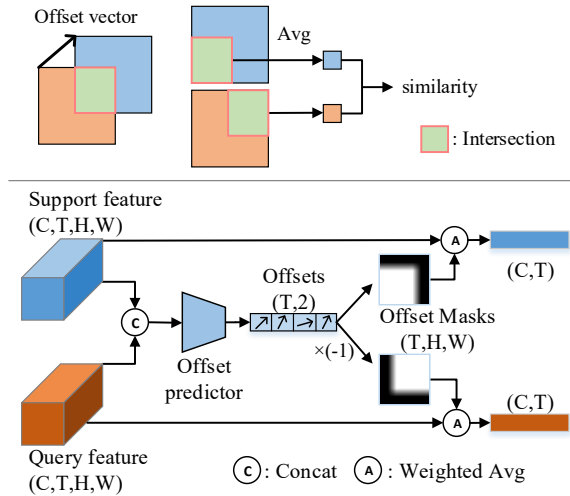 Offset vector
Avg
similarity
: Intersection
Support feature
(C,T,H,W)
A
(C,T)
Offsets
(T,2)
C
Offset
predictor
×(-1)
Offset Masks
(T,H,W)
(C,T)
A
Query feature
(C,T,H,W)
C : Concat
A : Weighted Avg